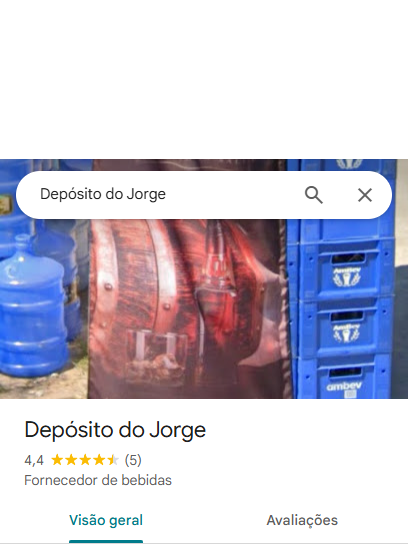 Depósito do Jorge
Ambev
Ambev
ambev
Depósito do Jorge
4,4 (5)
Fornecedor de bebidas
Visão geral
Avaliações